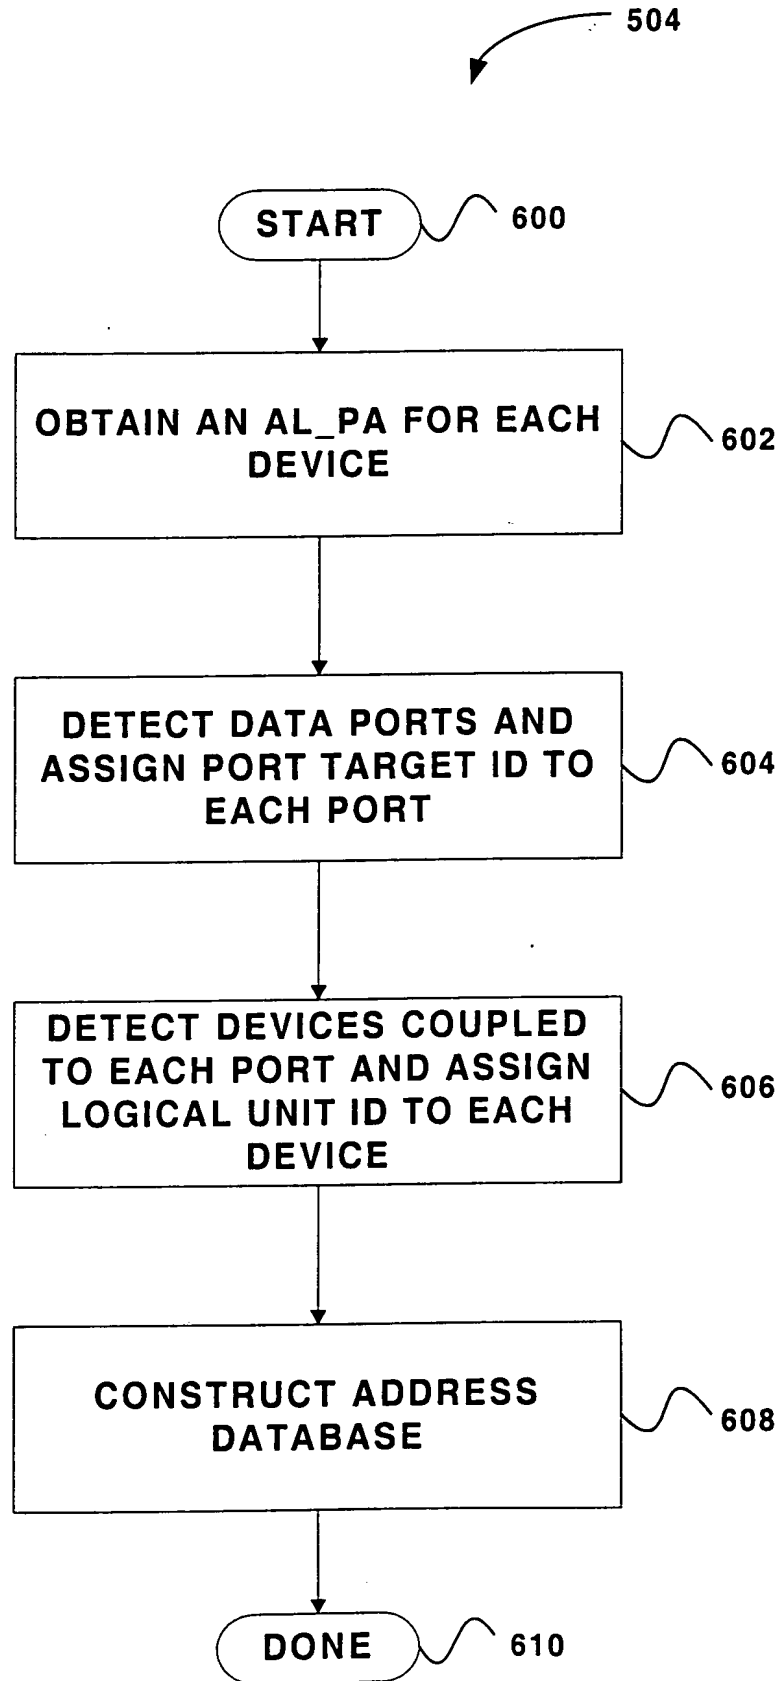 504
START
600
OBTAIN AN AL_PA FOR EACH
DEVICE
602
DETECT DATA PORTS AND
ASSIGN PORT TARGET ID TO
EACH PORT
604
DETECT DEVICES COUPLED
TO EACH PORT AND ASSIGN
LOGICAL UNIT ID TO EACH
DEVICE
606
CONSTRUCT ADDRESS
DATABASE
608
DONE
610